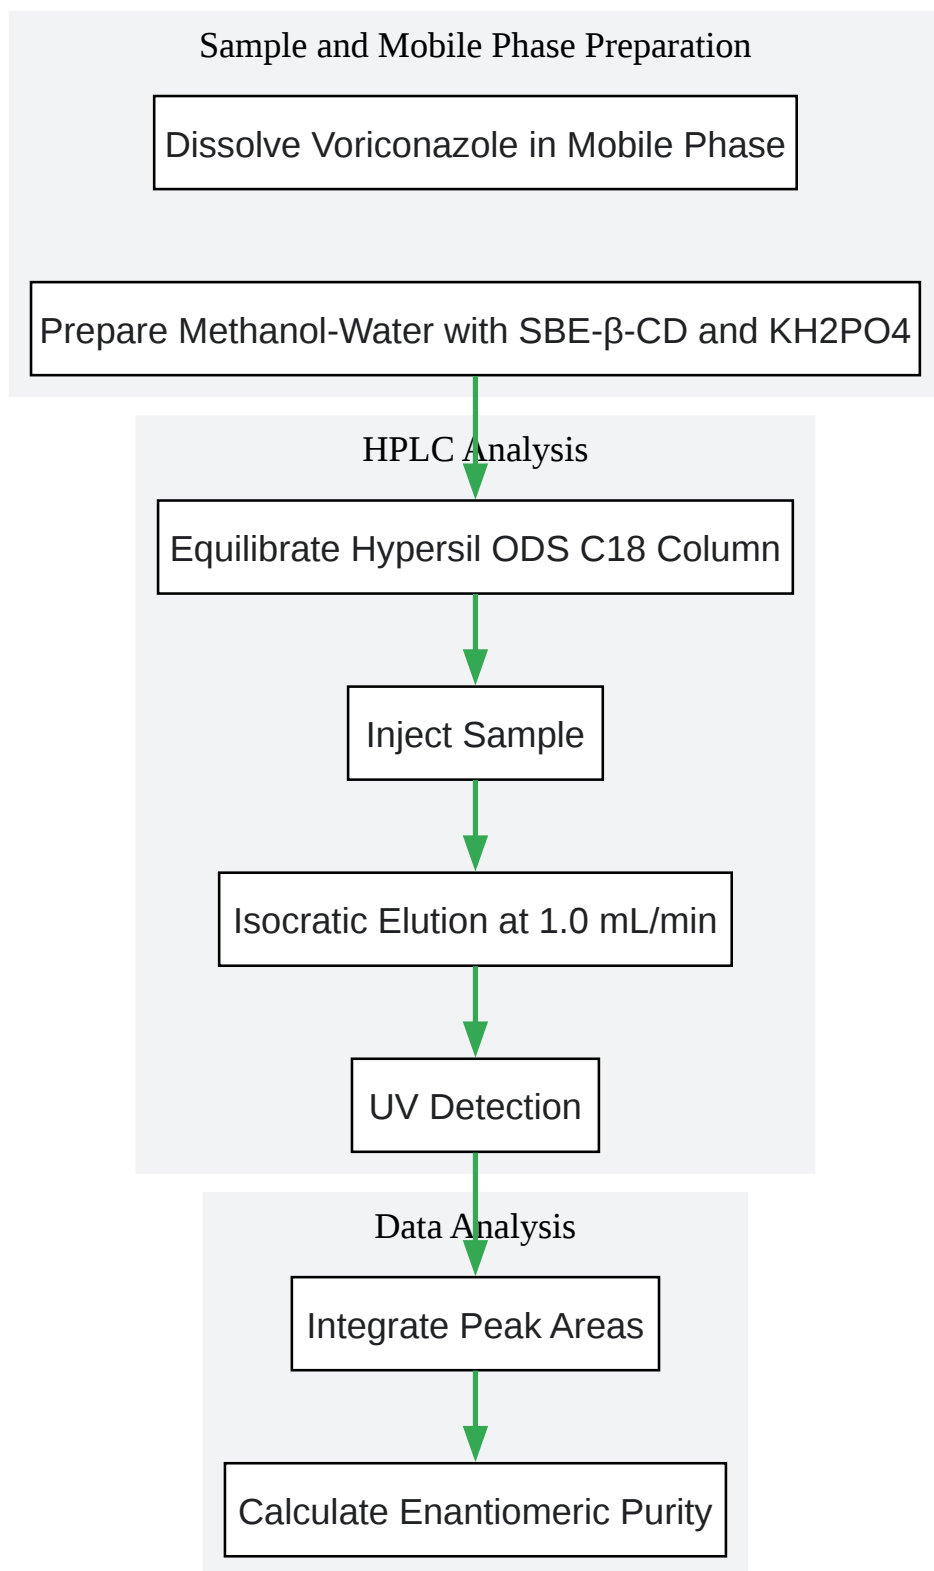 Sample and Mobile Phase Preparation
Dissolve Voriconazole in Mobile Phase
Prepare Methanol-Water with SBE-β-CD and KH2PO4
HPLC Analysis
Equilibrate Hypersil ODS C18 Column
Inject Sample
Isocratic Elution at 1.0 mL/min
UV Detection
Data Analysis
Integrate Peak Areas
Calculate Enantiomeric Purity